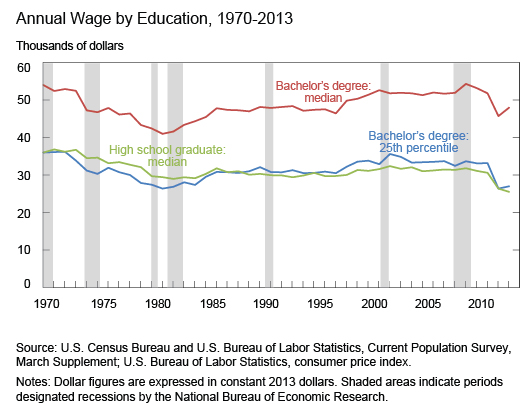 Annual Wage by Education, 1970-2013
Thousands of dollars
60
50
40
30
20
10
0
Bachelor's degree:
median
Bachelor's degree:
25th percentile
High school graduate:
median
1970 1975 1980 1985 1990 1995 2000 2005 2010
Source: U.S. Census Bureau and U.S. Bureau of Labor Statistics, Current Population Survey,
March Supplement; U.S. Bureau of Labor Statistics, consumer price index.
Notes: Dollar figures are expressed in constant 2013 dollars. Shaded areas indicate periods
designated recessions by the National Bureau of Economic Research.